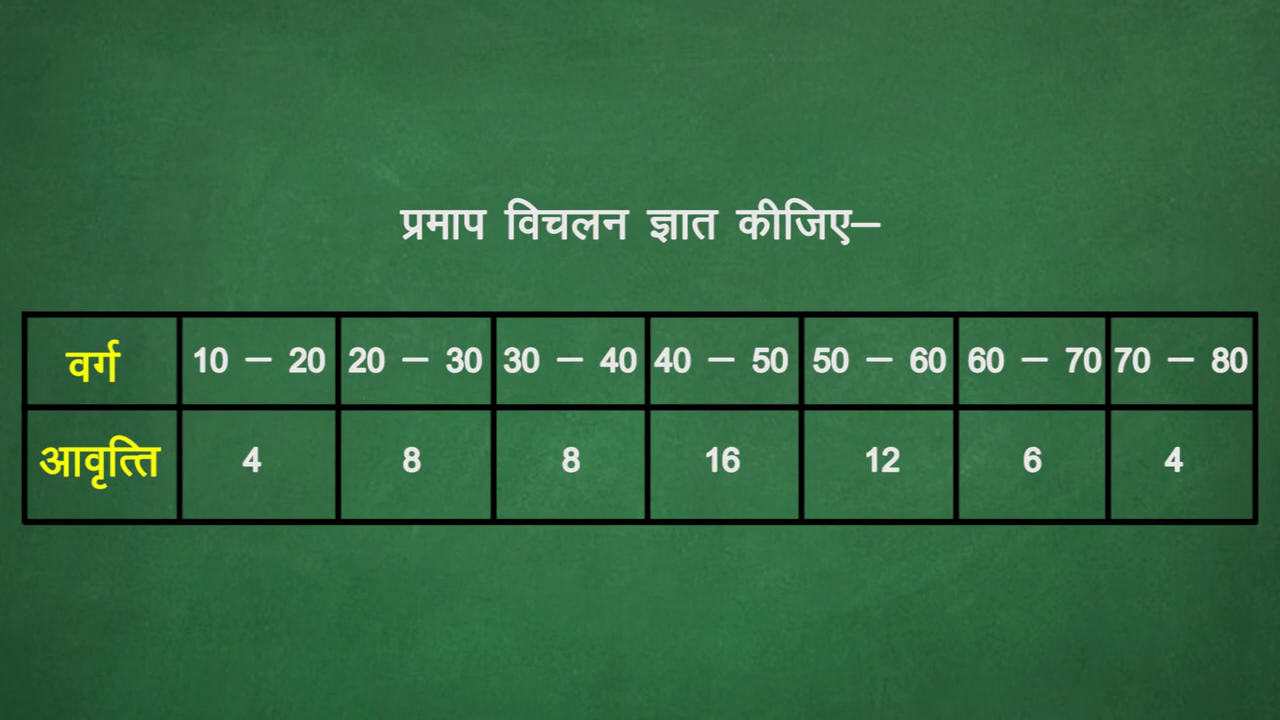 प्रमाप विचलन ज्ञात कीजिए—
वर्ग 10 – 20 20 – 30 30 – 40 40 – 50 50 – 60 60 – 70 70 – 80
आवृत्ति 4 8 8 16 12 6 4